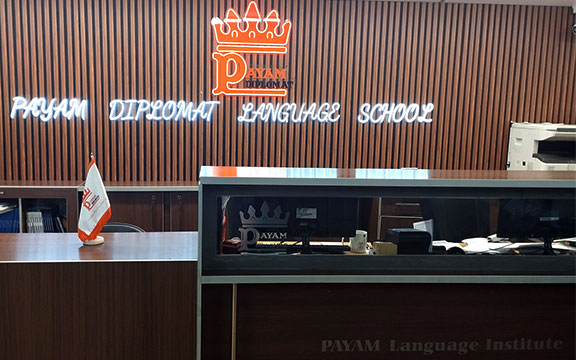 PAYAM
DIPLOMAT
PAYAM DIPLOMAT LANGUAGE SCHOOL
PAYAM
PAYAM Language Institute